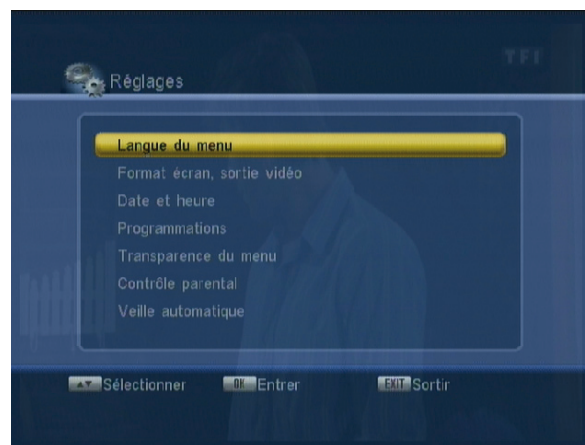 TF1
Réglages
Langue du menu
Format écran, sortie vidéo
Date et heure
Programmations
Transparence du menu
Contrôle parental
Veille automatique
▲▼ Sélectionner OK Entrer EXIT Sortir